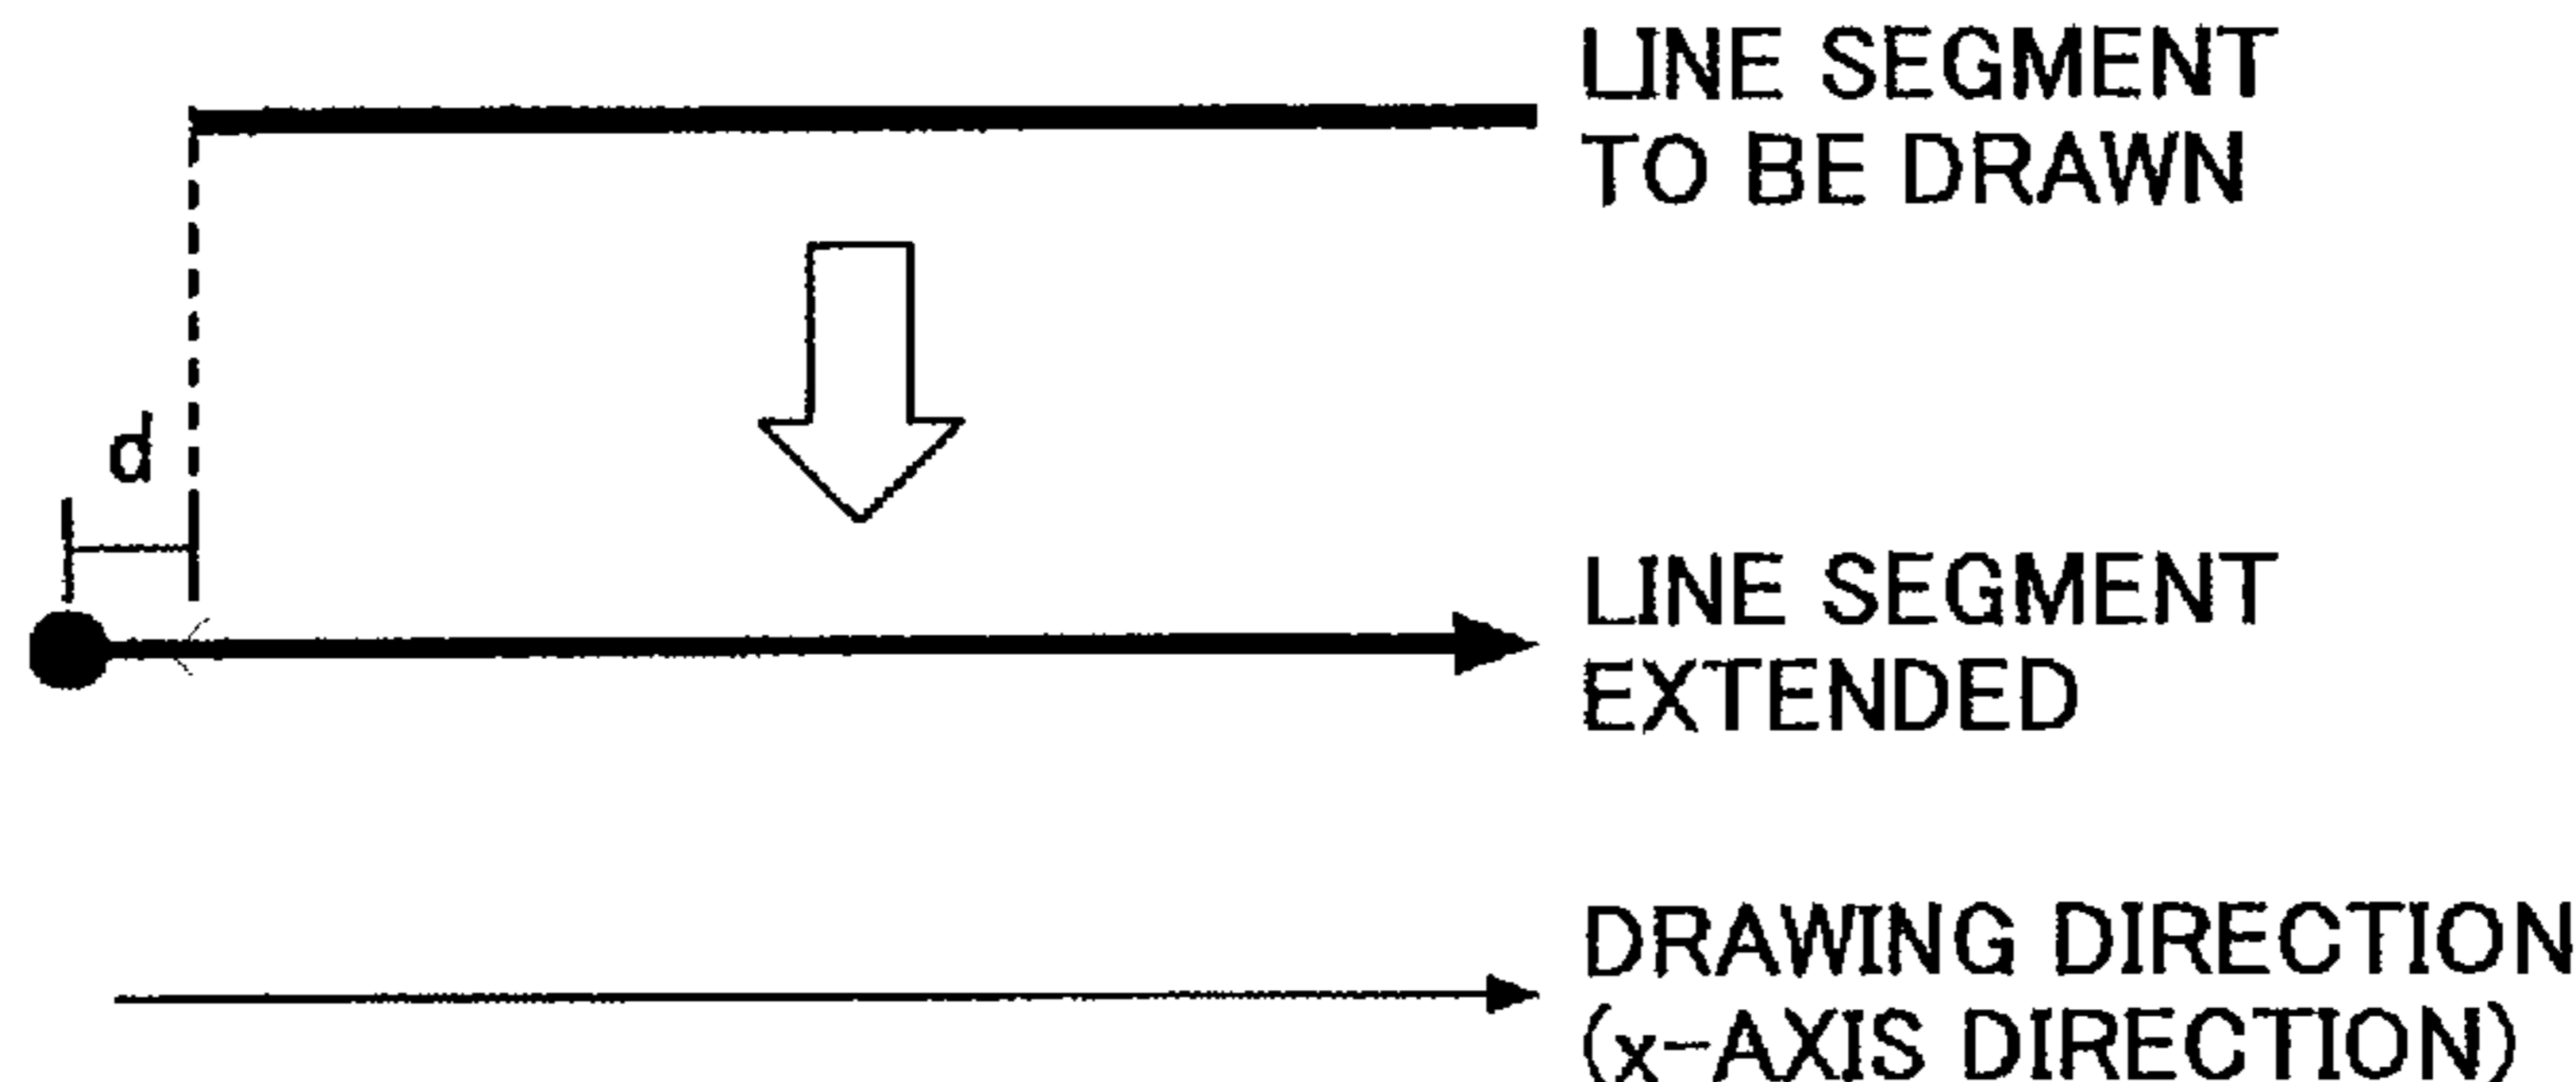 LINE SEGMENT
TO BE DRAWN
d
LINE SEGMENT
EXTENDED
DRAWING DIRECTION
(x-AXIS DIRECTION)